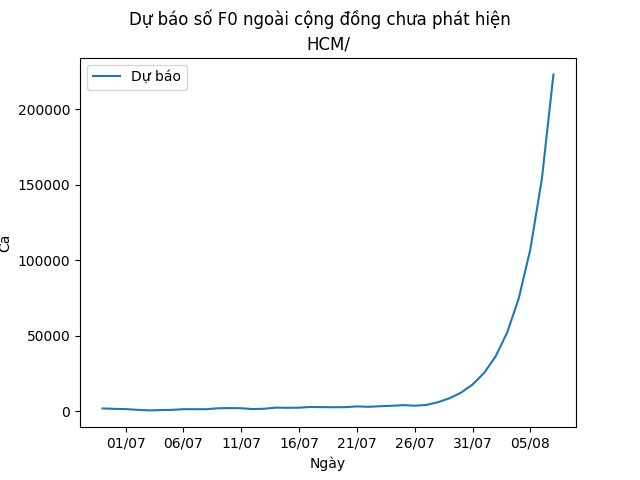 Dự báo số F0 ngoài cộng đồng chưa phát hiện
HCM/
Dự báo
200000
150000
100000
50000
0
Ca
01/07 06/07 11/07 16/07 21/07 26/07 31/07 05/08
Ngày